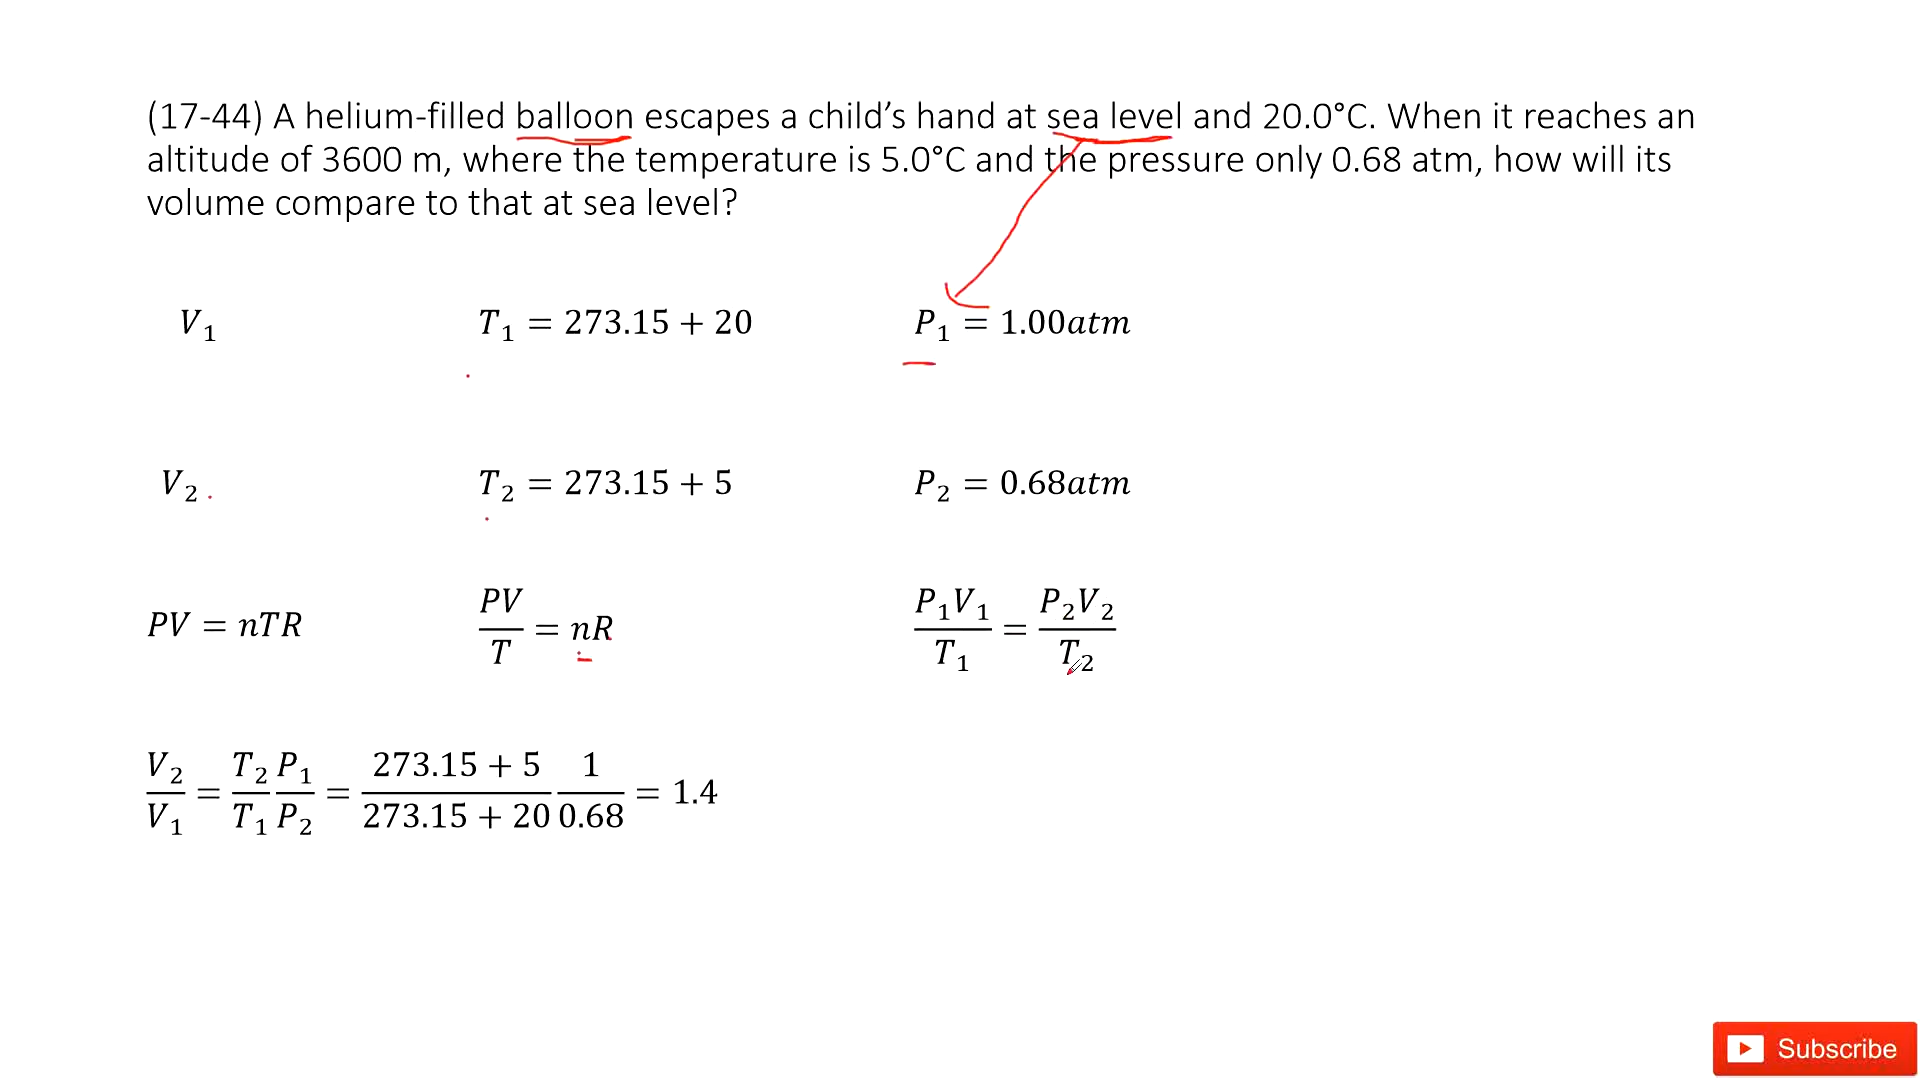 (17-44) A helium-filled balloon escapes a child’s hand at sea level and 20.0°C. When it reaches an
altitude of 3600 m, where the temperature is 5.0°C and the pressure only 0.68 atm, how will its
volume compare to that at sea level?
V₁ T₁ = 273.15 + 20 P₁ = 1.00atm
V₂ T₂ = 273.15 + 5 P₂ = 0.68atm
PV = nTR PV/T = nR P₁V₁/T₁ = P₂V₂/T₂
V₂/V₁ = T₂/T₁ P₁/P₂ = (273.15 + 5)/(273.15 + 20) 1/0.68 = 1.4
Subscribe